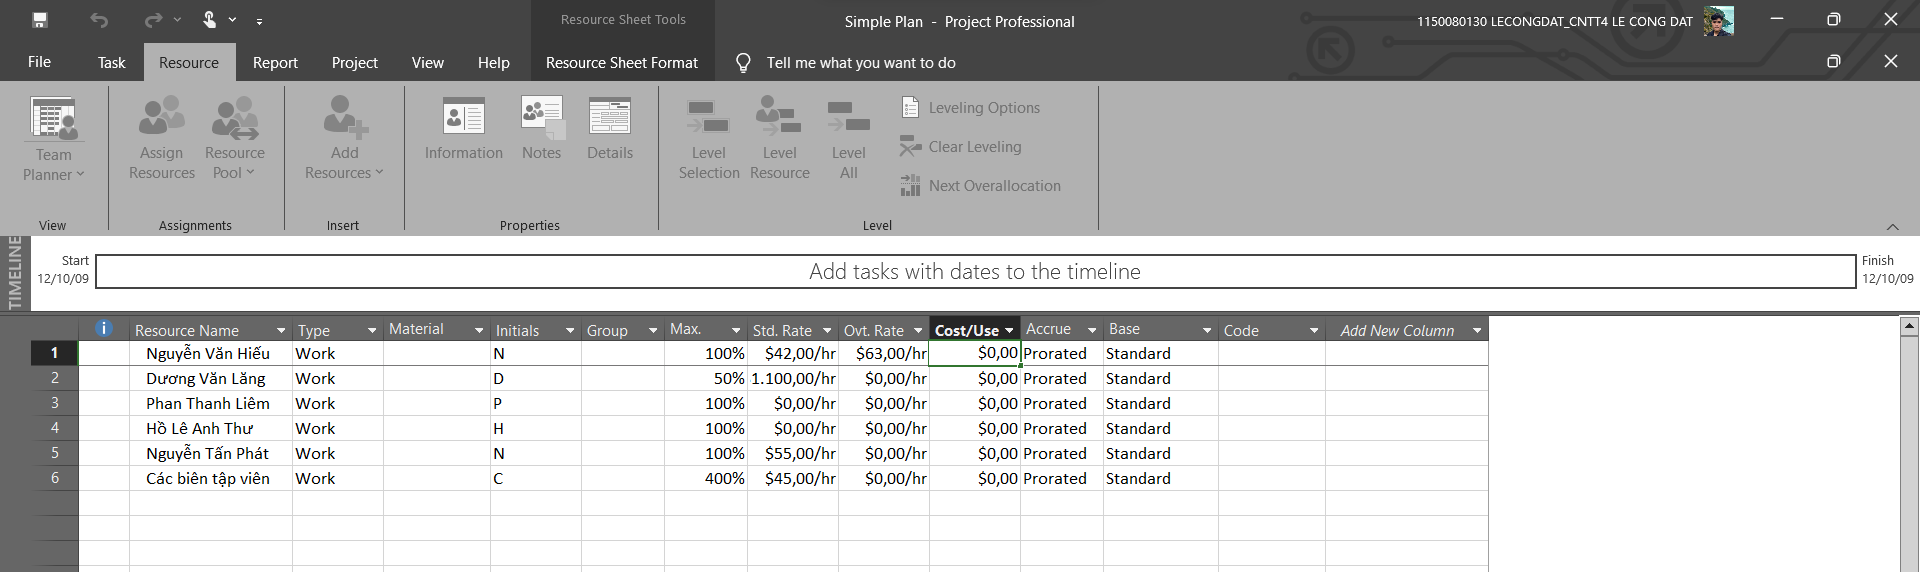 Resource Sheet Tools
Simple Plan - Project Professional
1150080130 LECONGDAT_CNTT4 LE CONG DAT
File Task Resource Report Project View Help Resource Sheet Format Tell me what you want to do
Team Planner
View
Assign Resources
Resource Pool
Assignments
Add Resources
Insert
Information
Notes
Details
Properties
Level Selection
Level Resource
Level All
Leveling Options
Clear Leveling
Next Overallocation
Level
TIMELINE
Start
12/10/09
Add tasks with dates to the timeline
Finish
12/10/09
Resource Name Type Material Initials Group Max. Std. Rate Ovt. Rate Cost/Use Accrue Base Code Add New Column
1 Nguyễn Văn Hiếu Work N 100% $42,00/hr $63,00/hr $0,00 Prorated Standard
2 Dương Văn Lăng Work D 50% 1.100,00/hr $0,00/hr $0,00 Prorated Standard
3 Phan Thanh Liêm Work P 100% $0,00/hr $0,00/hr $0,00 Prorated Standard
4 Hồ Lê Anh Thư Work H 100% $0,00/hr $0,00/hr $0,00 Prorated Standard
5 Nguyễn Tấn Phát Work N 100% $55,00/hr $0,00/hr $0,00 Prorated Standard
6 Các biên tập viên Work C 400% $45,00/hr $0,00/hr $0,00 Prorated Standard